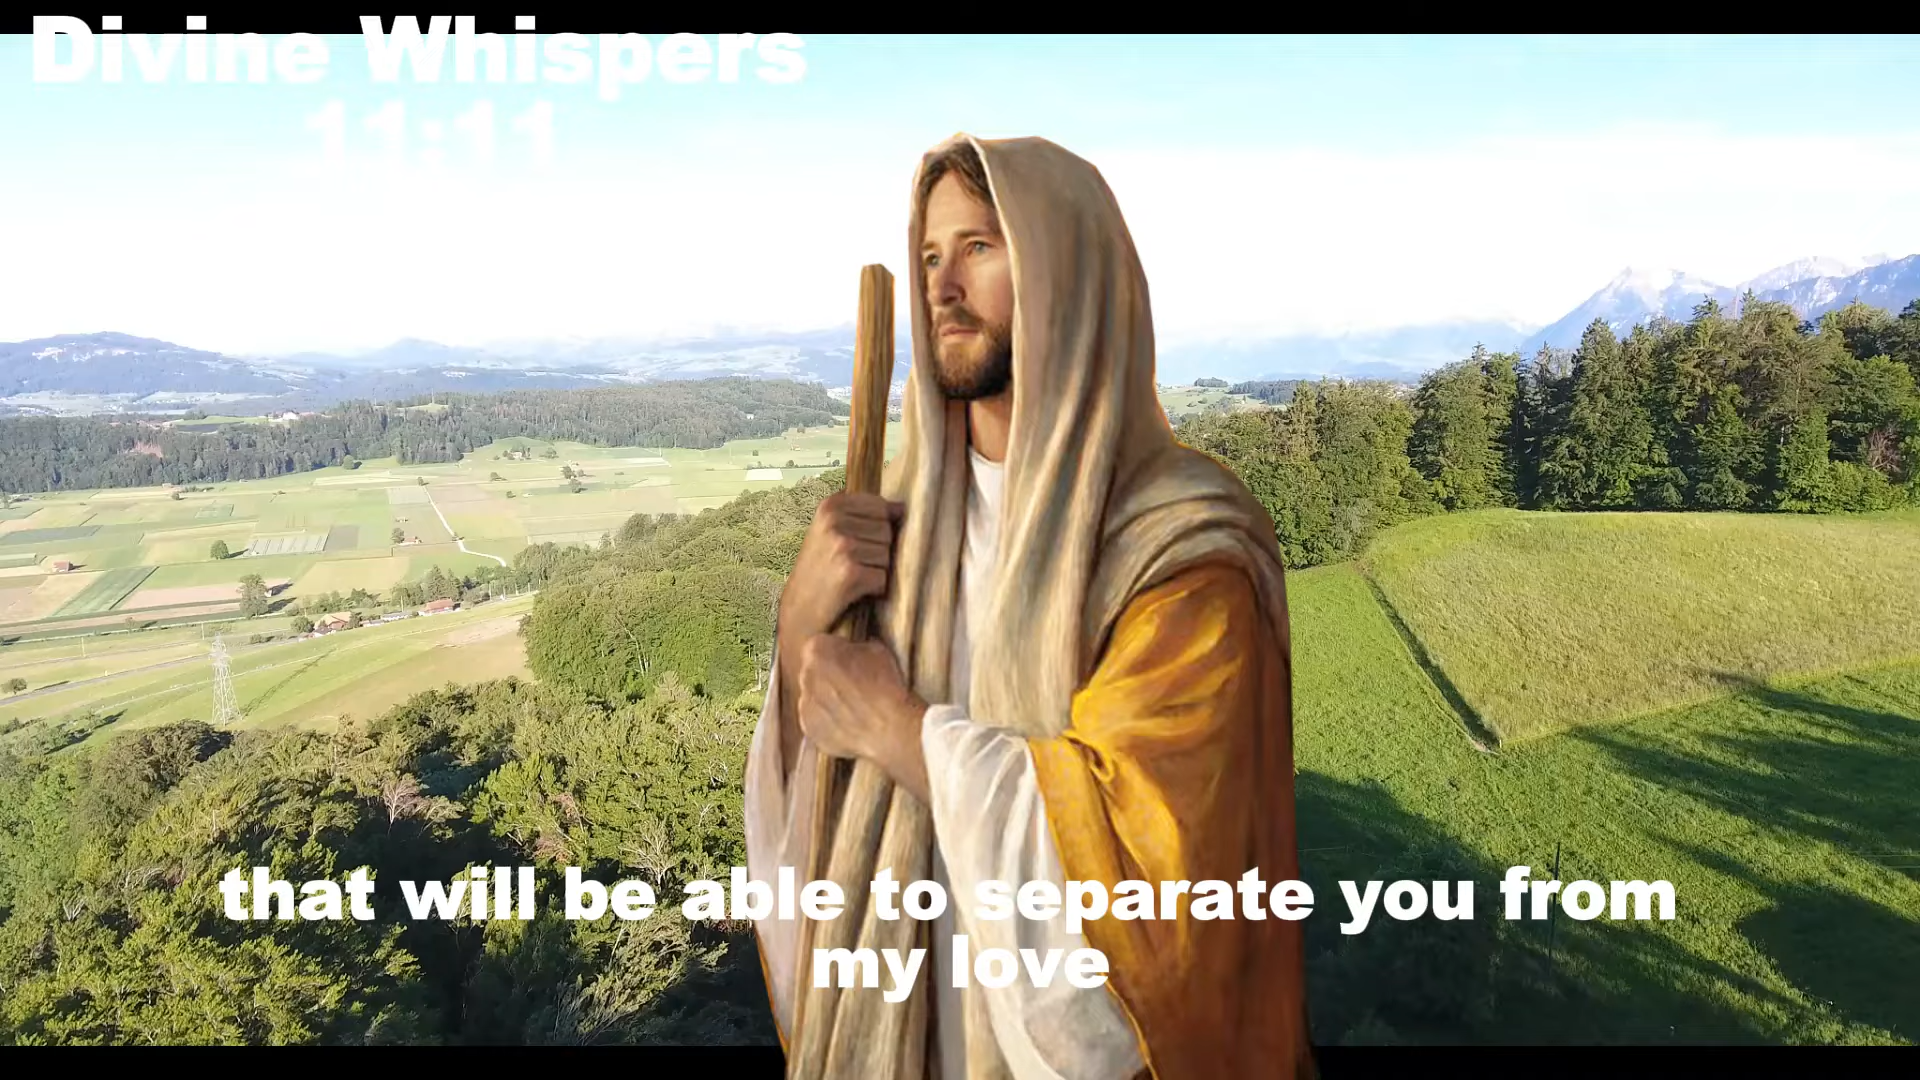 Divine Whispers
11:11
that will be able to separate you from
my love